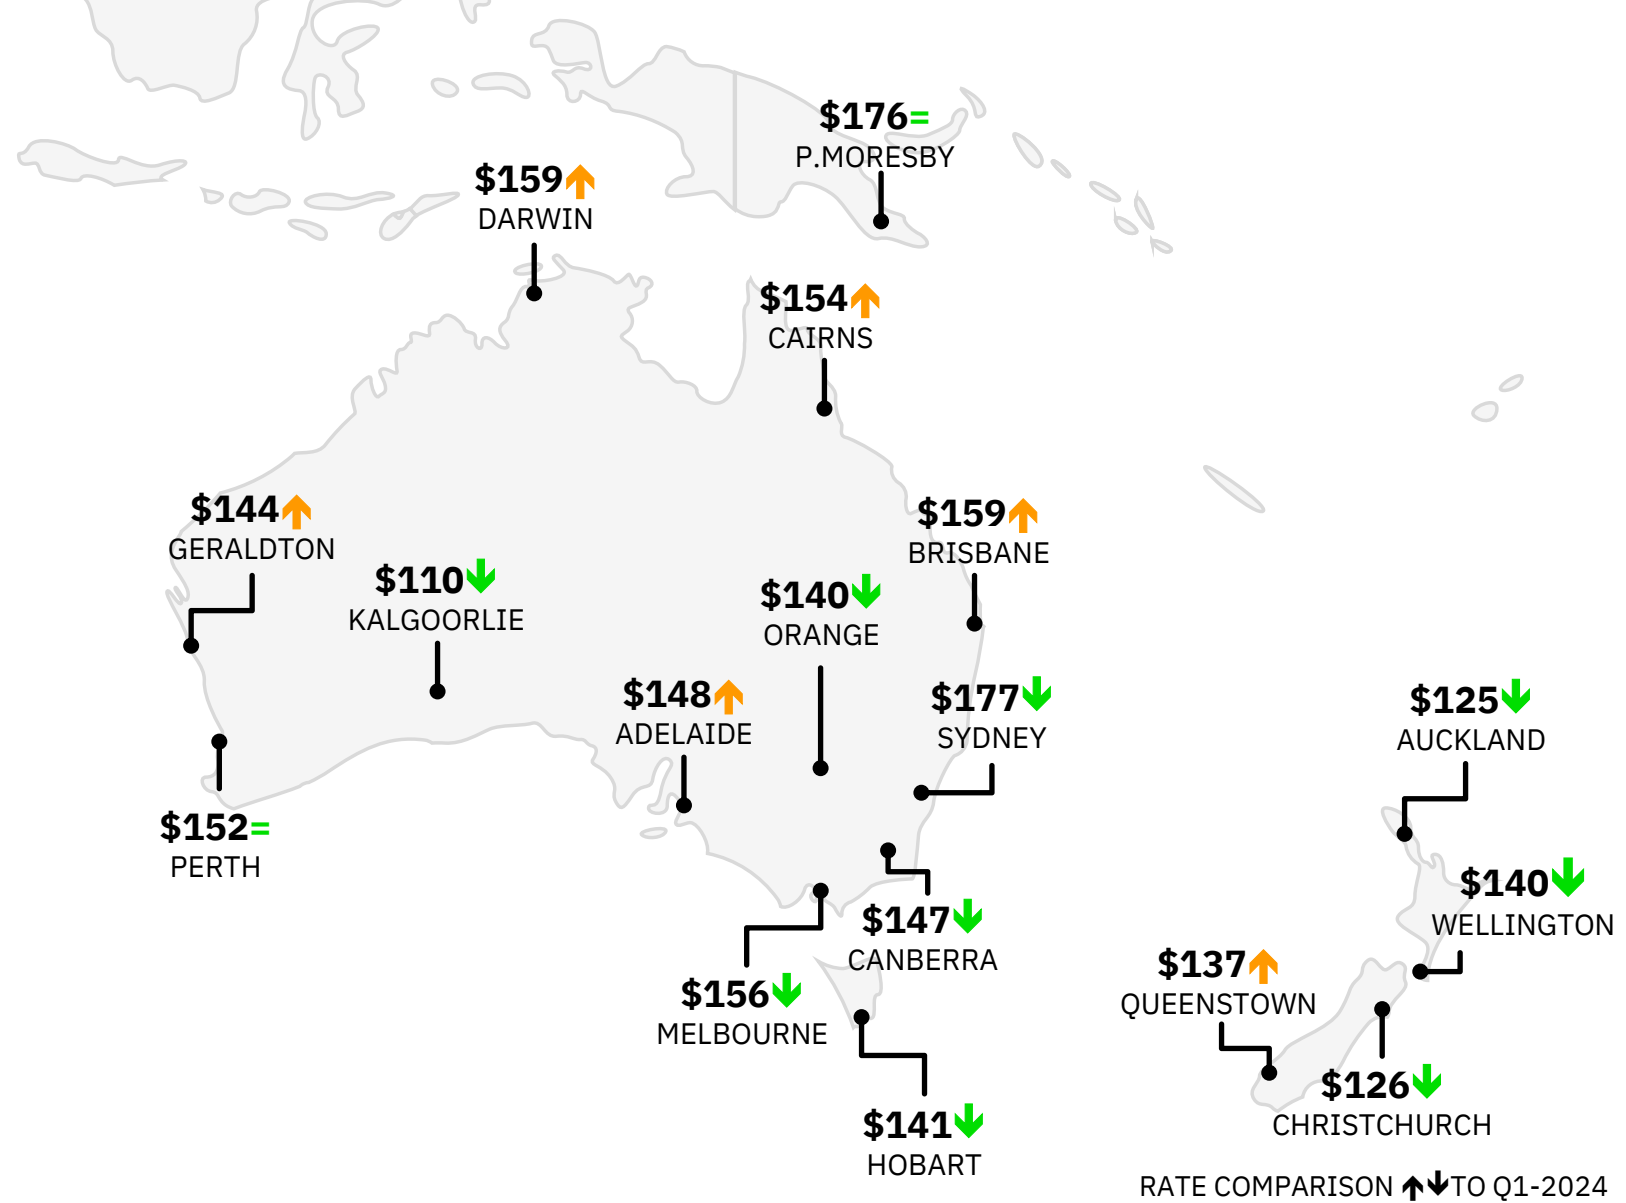 $176=
P.MORESBY
$159↑
DARWIN
$154↑
CAIRNS
$144↑
GERALDTON
$159↑
BRISBANE
$110↓
KALGOORLIE
$140↓
ORANGE
$148↑
ADELAIDE
$177↓
SYDNEY
$125↓
AUCKLAND
$152=
PERTH
$140↓
WELLINGTON
$147↓
CANBERRA
$137↑
QUEENSTOWN
$156↓
MELBOURNE
$126↓
CHRISTCHURCH
$141↓
HOBART
RATE COMPARISON ↑↓TO Q1-2024